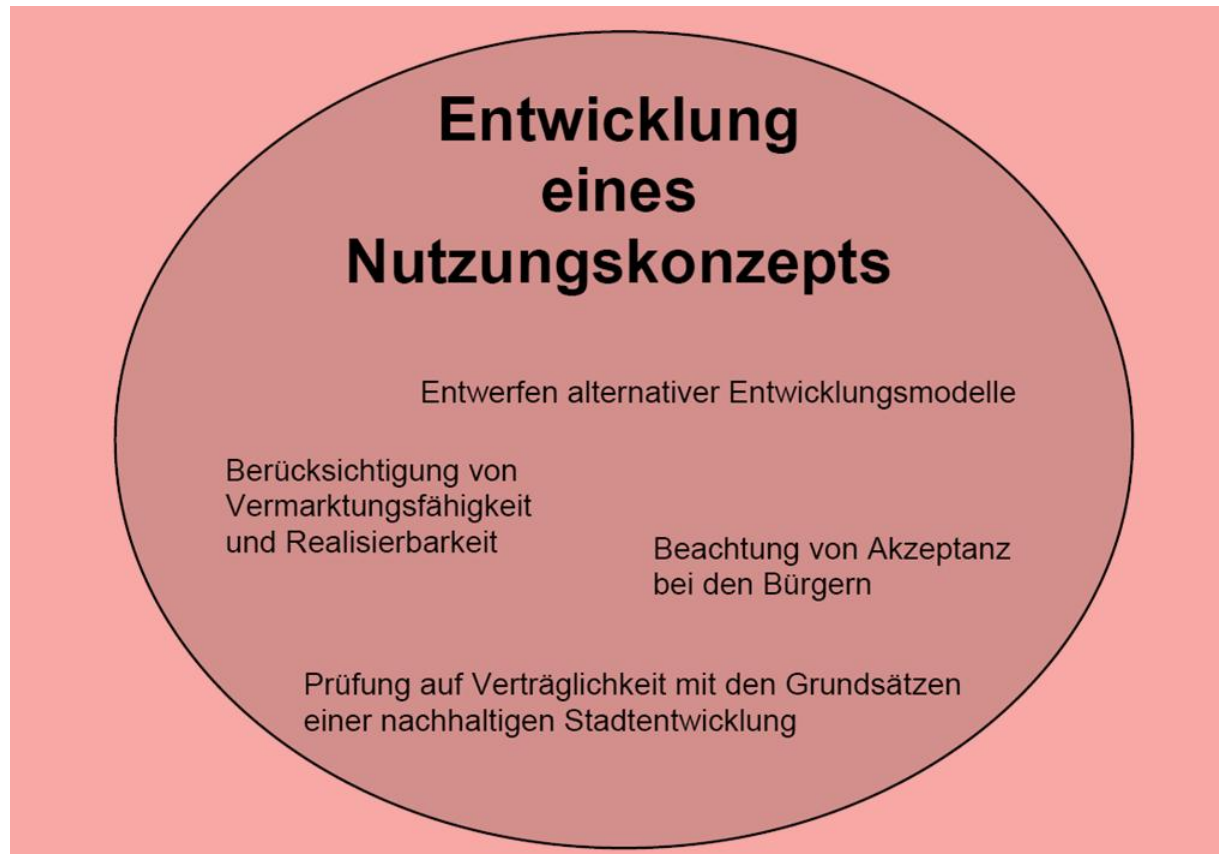 Entwicklung
eines
Nutzungskonzepts
Entwerfen alternativer Entwicklungsmodelle
Berücksichtigung von
Vermarktungsfähigkeit
und Realisierbarkeit
Beachtung von Akzeptanz
bei den Bürgern
Prüfung auf Verträglichkeit mit den Grundsätzen
einer nachhaltigen Stadtentwicklung